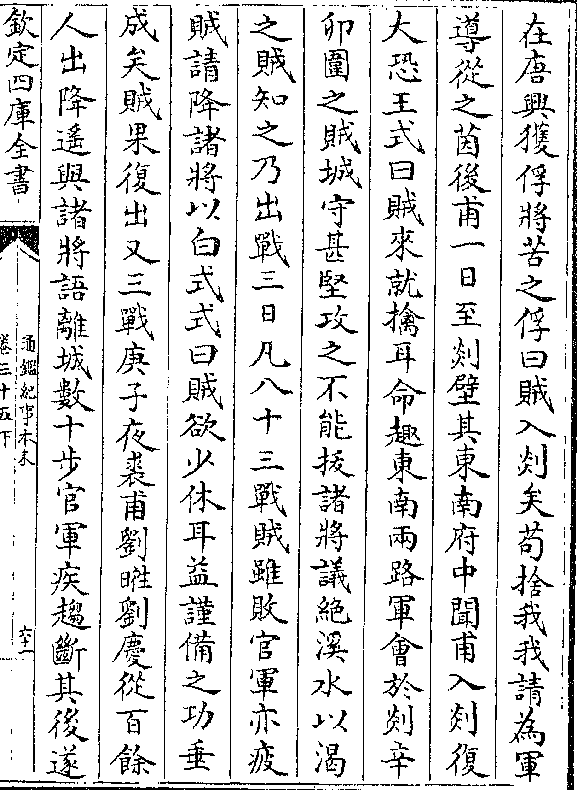 在唐興獲俘將苦之俘曰賊入剡矣苟捨我我請為軍
導從之茵後甫一日至剡壁其東南府中聞甫入剡復
大恐王式曰賊來就擒耳命趣東南兩路軍會於剡辛
卯圍之賊城守甚堅攻之不能拔諸將議絶溪水以渴
之賊知之乃出戰三日凡八十三戰賊雖敗官軍亦疲
賊請降諸將以白式式曰賊欲少休耳益謹備之功垂
成矣賊果復出又三戰庚子夜裘甫劉暀劉慶從百餘
人出降遥與諸將語離城數十步官軍疾趨斷其後遂
欽定四庫全書
通鑑紀事本末
卷三十五下
六十一